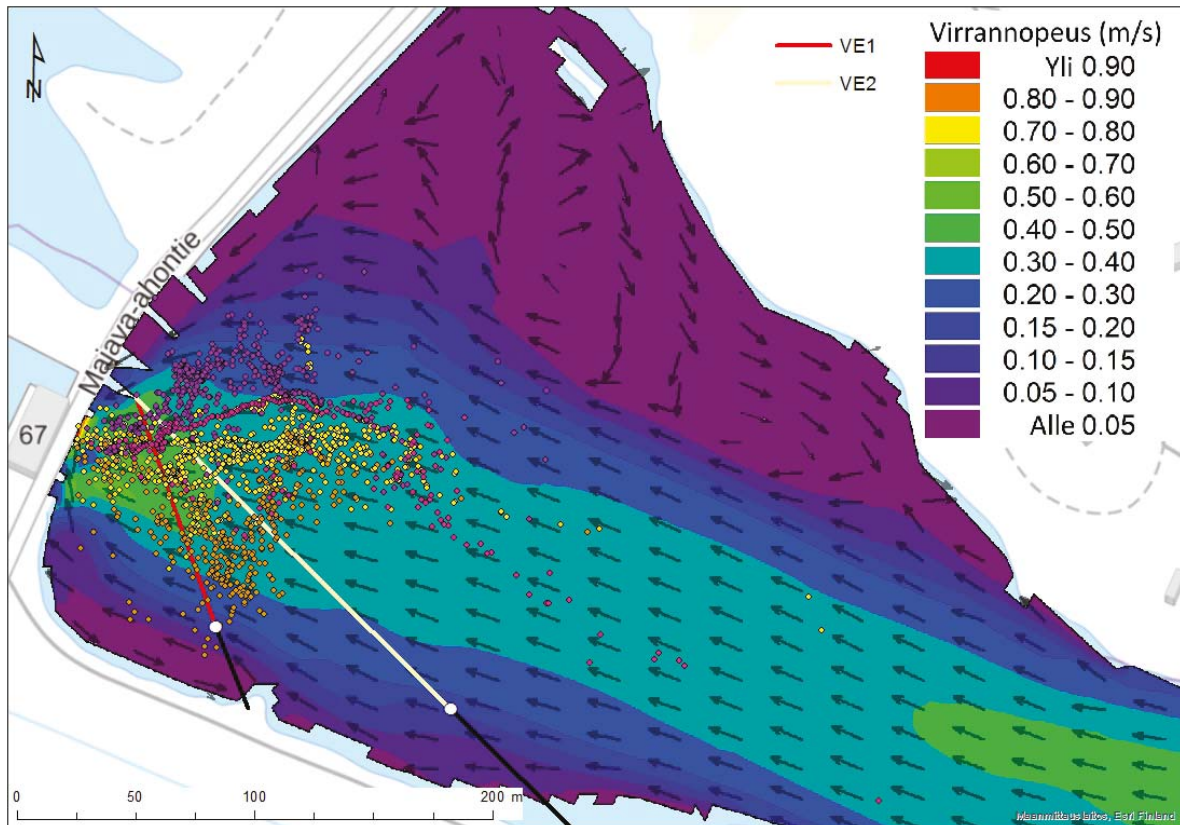 N
VE1
VE2
Virrannopeus (m/s)
Yli 0.90
0.80 - 0.90
0.70 - 0.80
0.60 - 0.70
0.50 - 0.60
0.40 - 0.50
0.30 - 0.40
0.20 - 0.30
0.15 - 0.20
0.10 - 0.15
0.05 - 0.10
Alle 0.05
Majava-ahontie
67
0 50 100 200 m
Maanmittauslaitos, Esri Finland